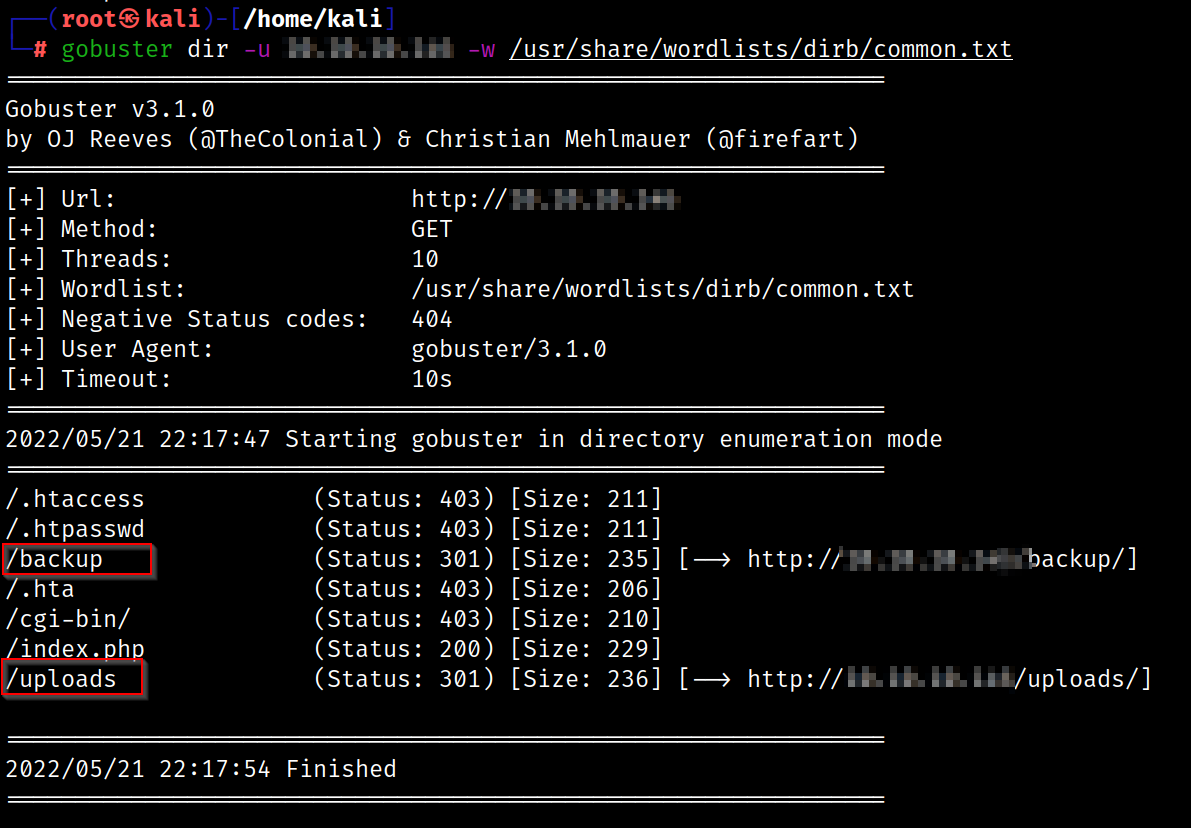 ┌──(root㉿kali)-[/home/kali]
└─# gobuster dir -u -w /usr/share/wordlists/dirb/common.txt
===============================================================
Gobuster v3.1.0
by OJ Reeves (@TheColonial) & Christian Mehlmauer (@firefart)
===============================================================
[+] Url: http://
[+] Method: GET
[+] Threads: 10
[+] Wordlist: /usr/share/wordlists/dirb/common.txt
[+] Negative Status codes: 404
[+] User Agent: gobuster/3.1.0
[+] Timeout: 10s
===============================================================
2022/05/21 22:17:47 Starting gobuster in directory enumeration mode
===============================================================
/.htaccess (Status: 403) [Size: 211]
/.htpasswd (Status: 403) [Size: 211]
/backup (Status: 301) [Size: 235] [--> http:// backup/]
/.hta (Status: 403) [Size: 206]
/cgi-bin/ (Status: 403) [Size: 210]
/index.php (Status: 200) [Size: 229]
/uploads (Status: 301) [Size: 236] [--> http:// /uploads/]
===============================================================
2022/05/21 22:17:54 Finished
===============================================================